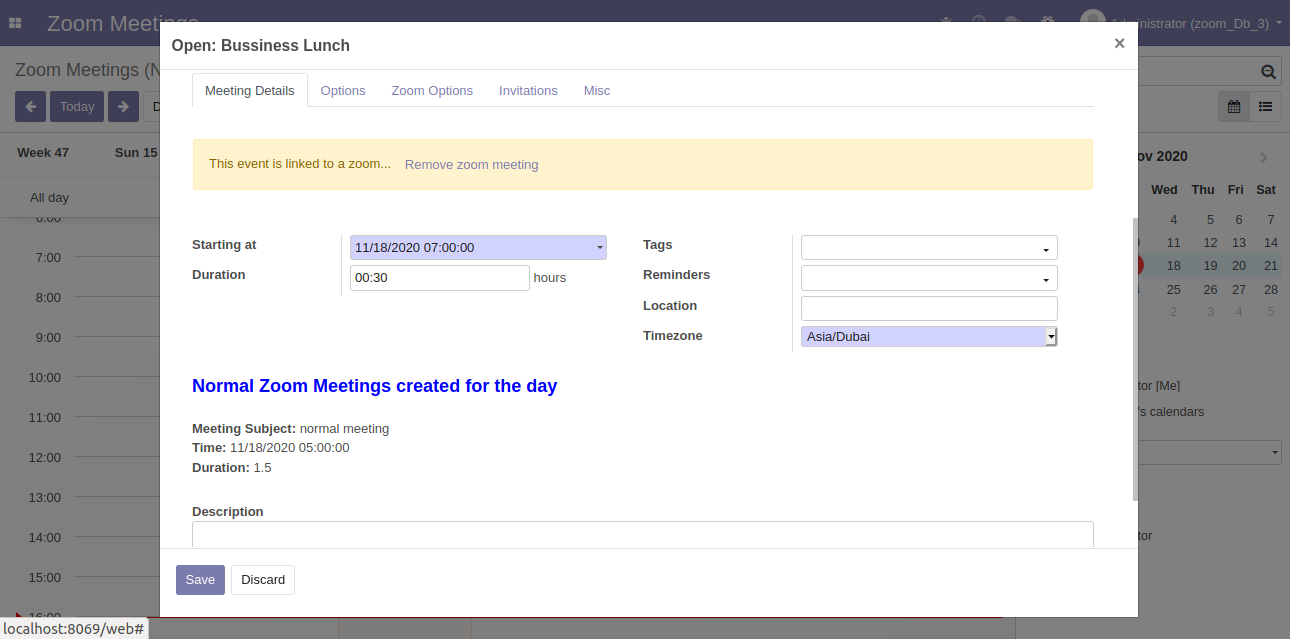 Zoom Meetings
Administrator (zoom_Db_3)
Open: Bussiness Lunch
×
Zoom Meetings (N
Today
D
Meeting Details
Options
Zoom Options
Invitations
Misc
This event is linked to a zoom... Remove zoom meeting
Week 47
Sun 15
All day
6:00
7:00
8:00
9:00
10:00
11:00
12:00
13:00
14:00
15:00
16:00
Starting at
11/18/2020 07:00:00
Duration
00:30
hours
Tags
Reminders
Location
Timezone
Asia/Dubai
Normal Zoom Meetings created for the day
Meeting Subject: normal meeting
Time: 11/18/2020 05:00:00
Duration: 1.5
Description
Save
Discard
ov 2020
Wed Thu Fri Sat
4 5 6 7
11 12 13 14
18 19 20 21
25 26 27 28
2 3 4 5
tor [Me]
's calendars
tor
localhost:8069/web#